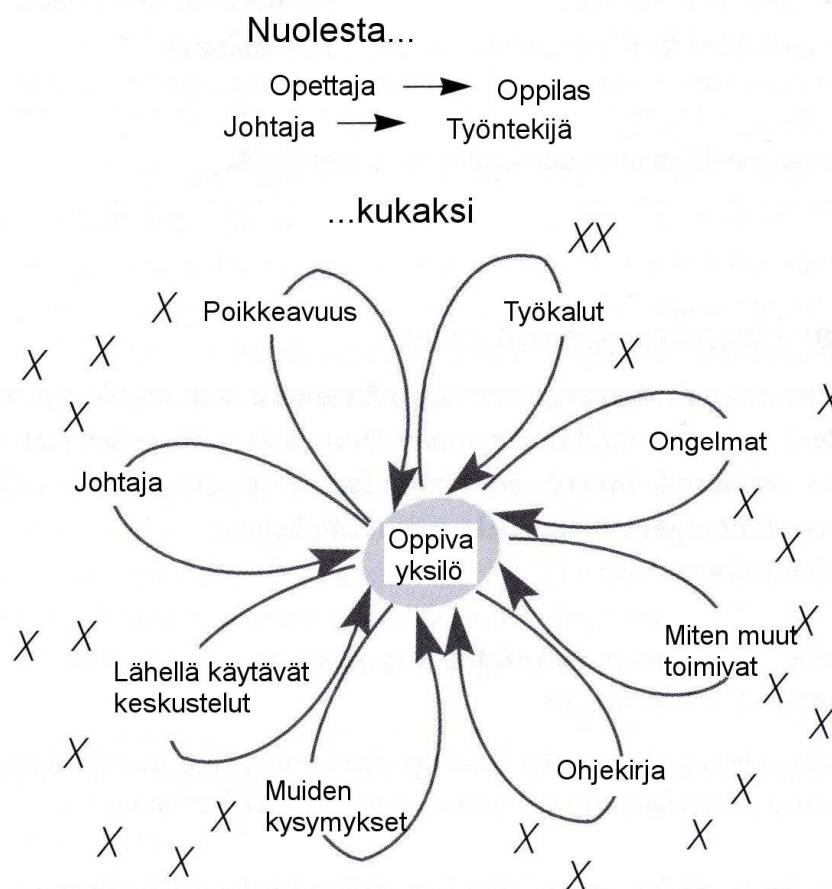 Nuolesta...
Opettaja Oppilas
Johtaja Työntekijä
...kukaksi
XX
Poikkeavuus Työkalut
X
X
X
X
X
Ongelmat
Johtaja
X
Oppiva
yksilö
X
X
Miten muut
toimivat
X
X X
Lähellä käytävät
keskustelut
X
X
X
Ohjekirja
Muiden
kysymykset
X
X
X
X
X
X
X